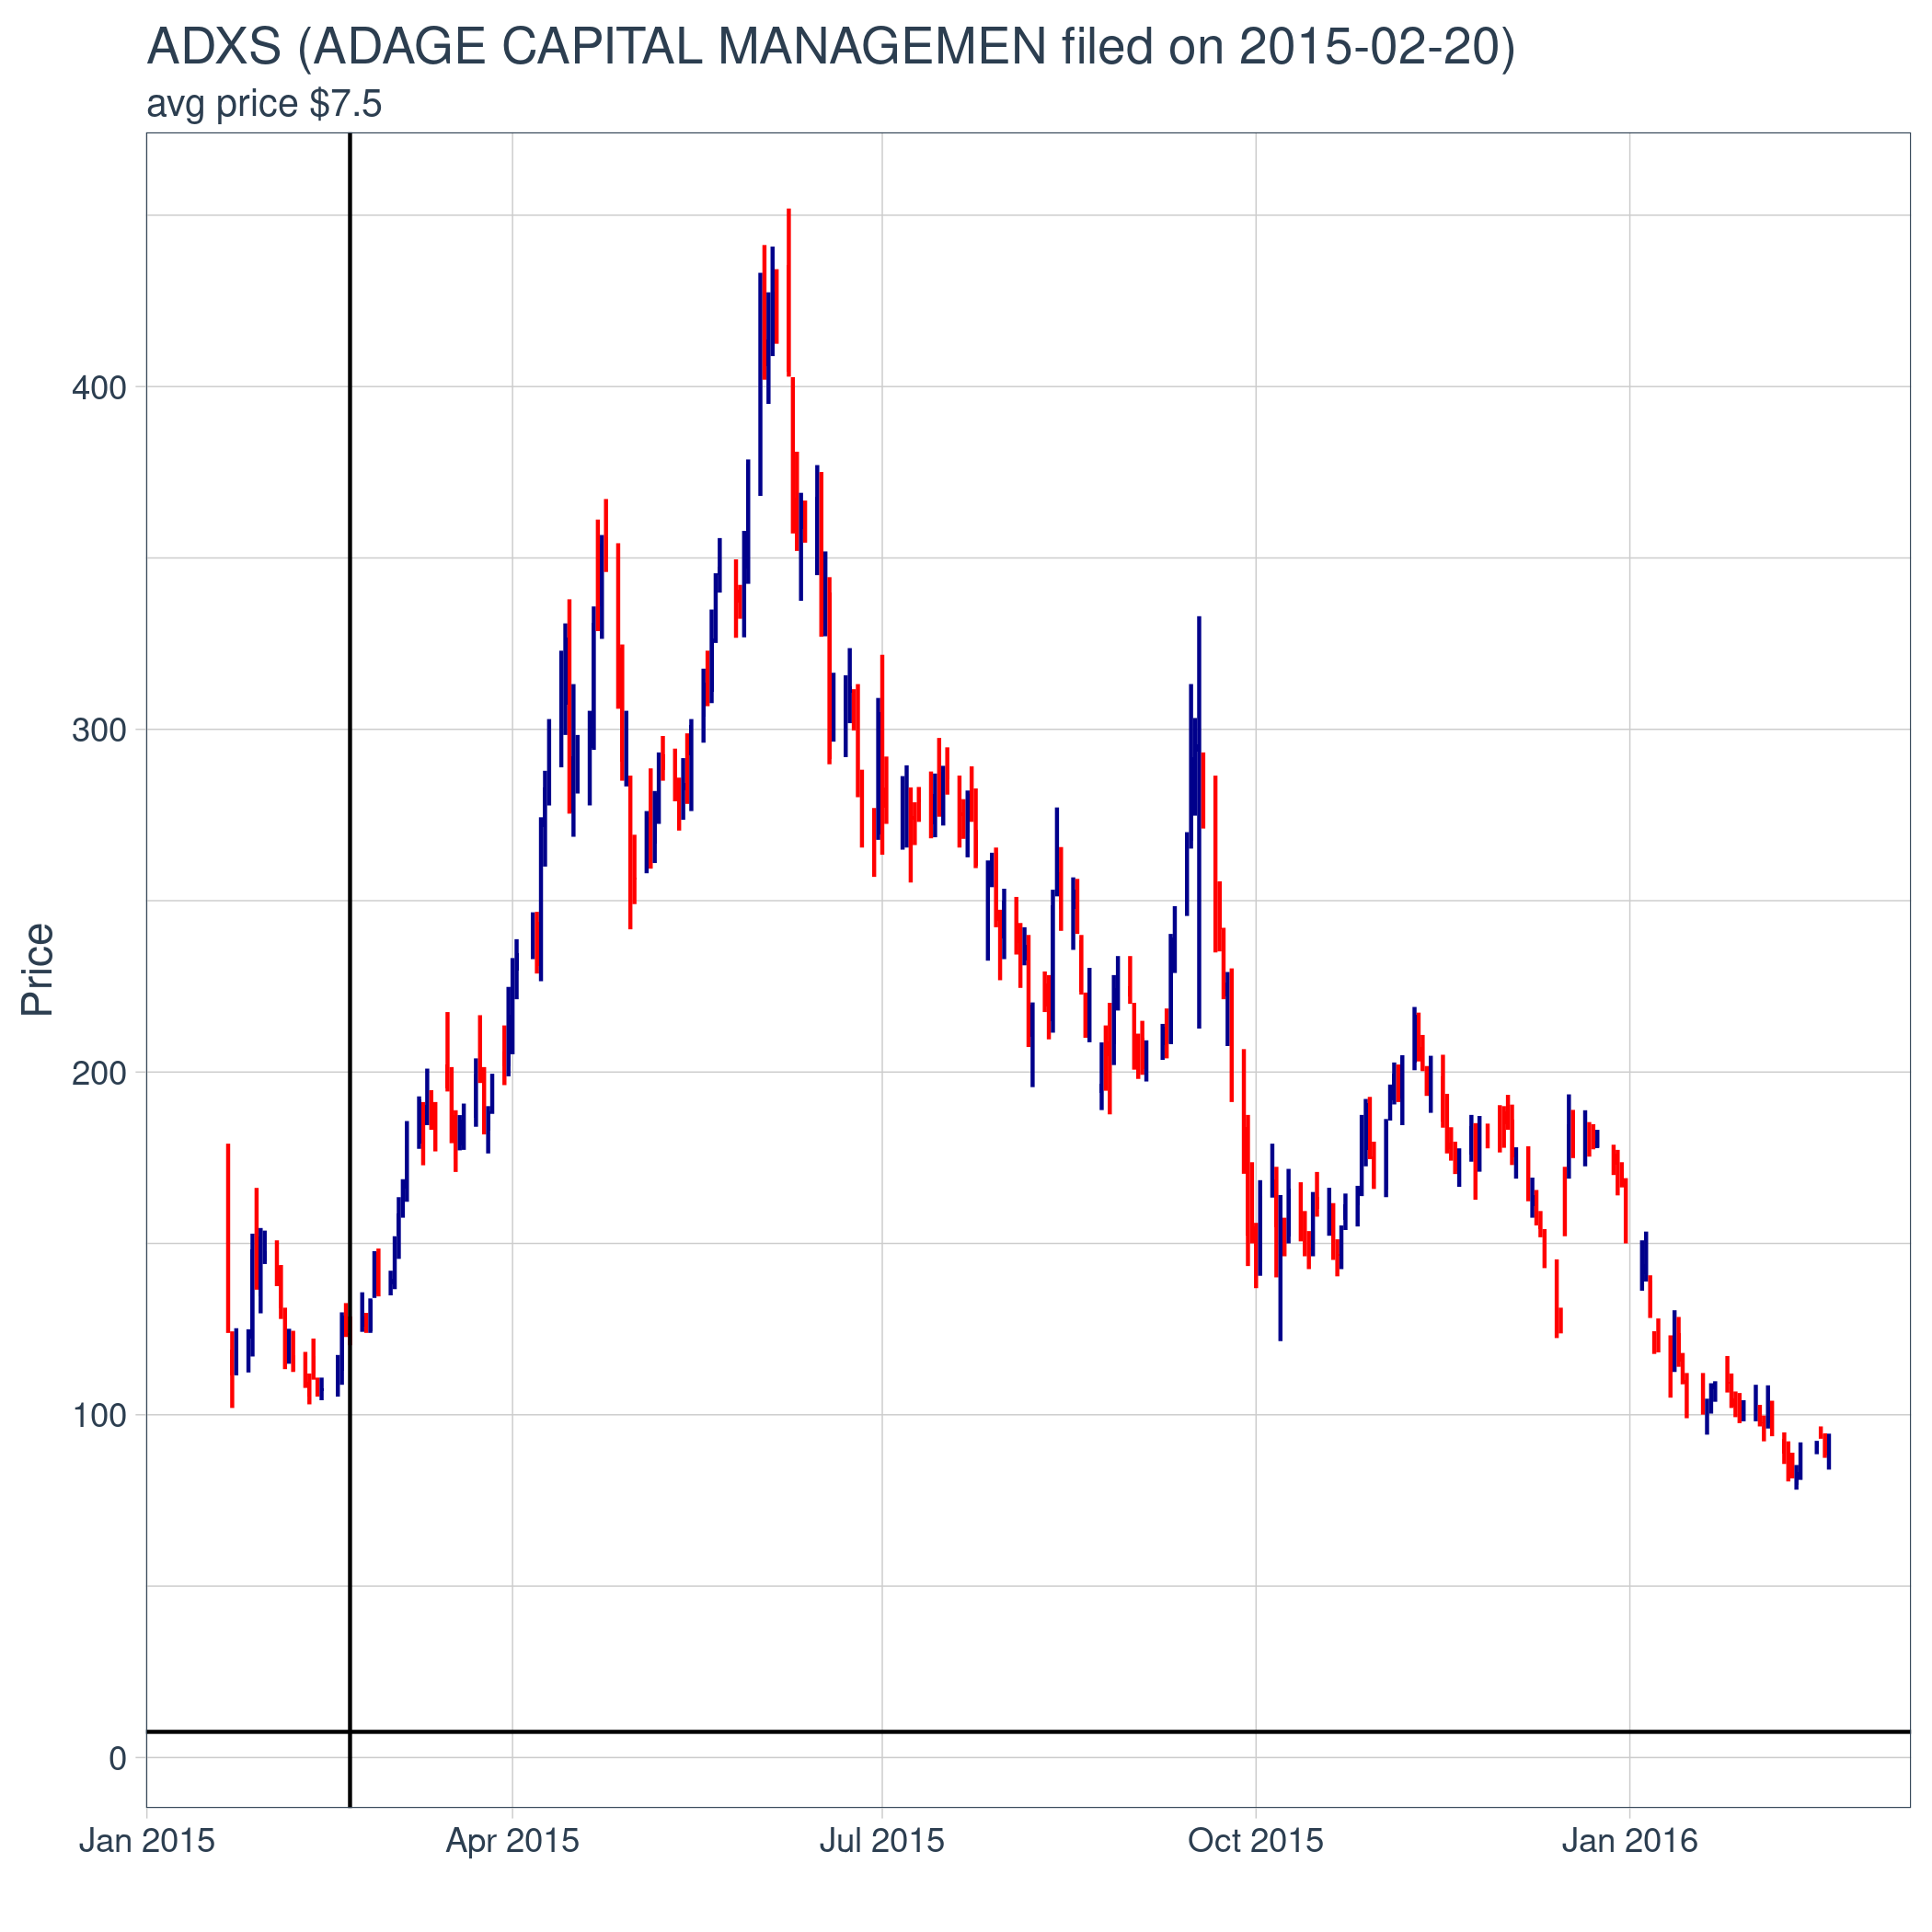 ADXS (ADAGE CAPITAL MANAGEMEN filed on 2015-02-20)
avg price $7.5
400
300
200
100
0
Price
Jan 2015
Apr 2015
Jul 2015
Oct 2015
Jan 2016